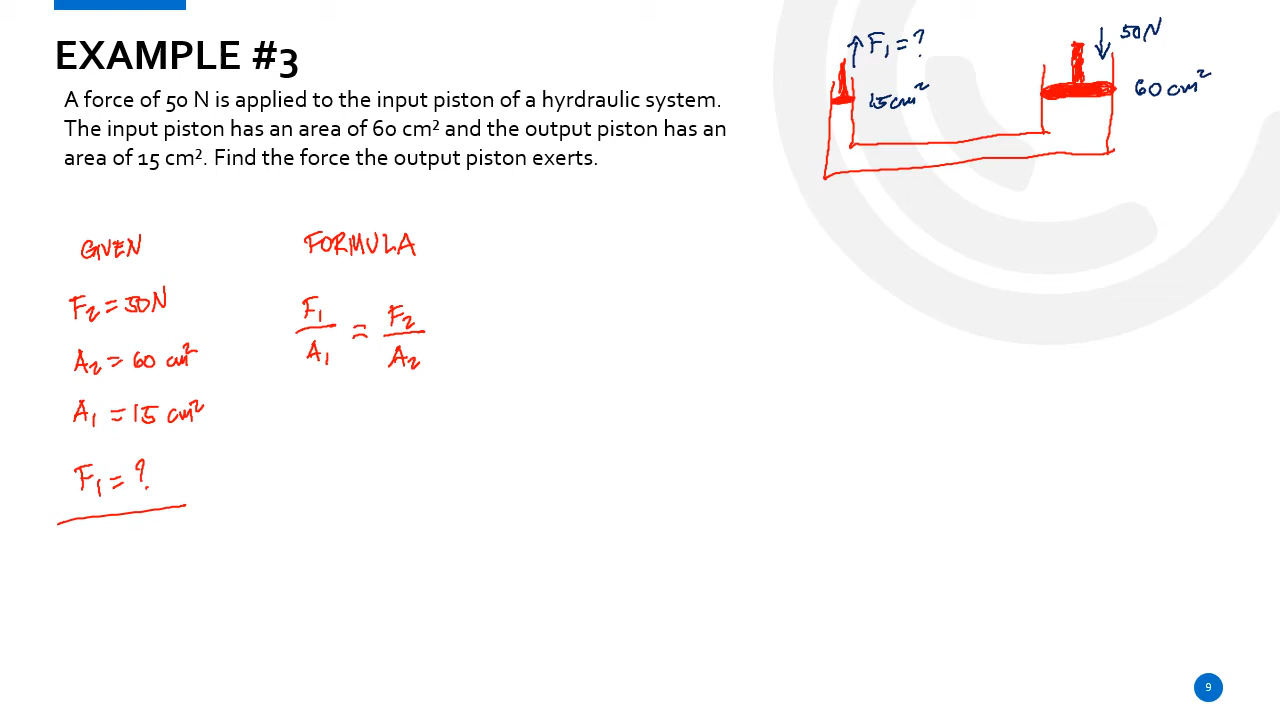 EXAMPLE #3
A force of 50 N is applied to the input piston of a hyrdraulic system.
The input piston has an area of 60 cm² and the output piston has an
area of 15 cm². Find the force the output piston exerts.
F₁ = ?
15cm²
50N
60 cm²
GIVEN
F₂ = 50N
A₂ = 60 cm²
A₁ = 15 cm²
F₁ = ?
FORMULA
F₁/A₁ = F₂/A₂
9